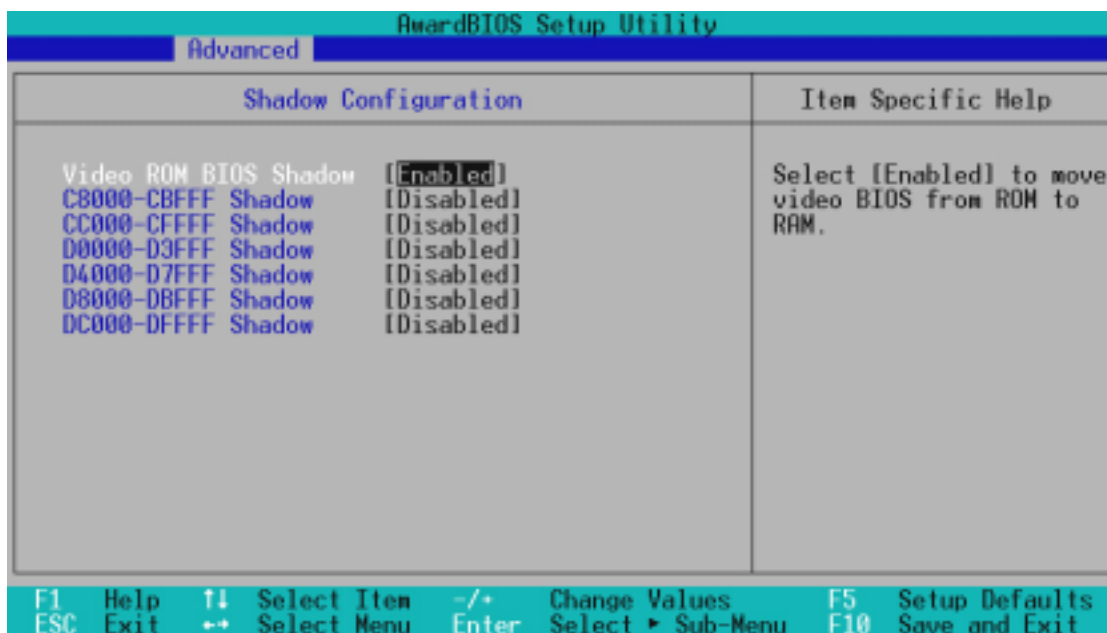 AwardBIOS Setup Utility
Advanced
Shadow Configuration
Item Specific Help
Video ROM BIOS Shadow [Enabled]
C8000-CBFFF Shadow [Disabled]
CC000-CFFFF Shadow [Disabled]
D0000-D3FFF Shadow [Disabled]
D4000-D7FFF Shadow [Disabled]
D8000-DBFFF Shadow [Disabled]
DC000-DFFFF Shadow [Disabled]
Select [Enabled] to move
video BIOS from ROM to
RAM.
F1 Help ↑↓ Select Item -/+ Change Values F5 Setup Defaults
ESC Exit ←→ Select Menu Enter Select ► Sub-Menu F10 Save and Exit